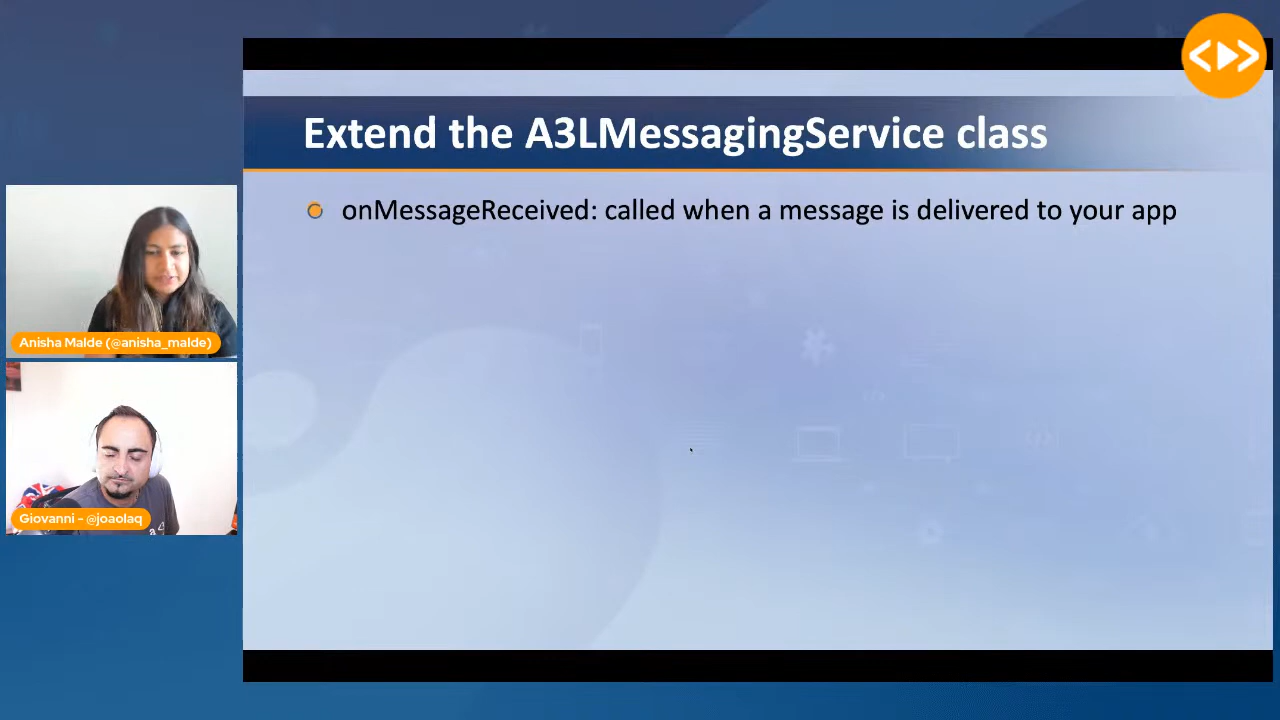 Extend the A3LMessagingService class
onMessageReceived: called when a message is delivered to your app
Anisha Malde (@anisha_malde)
Giovanni - @joaolaq